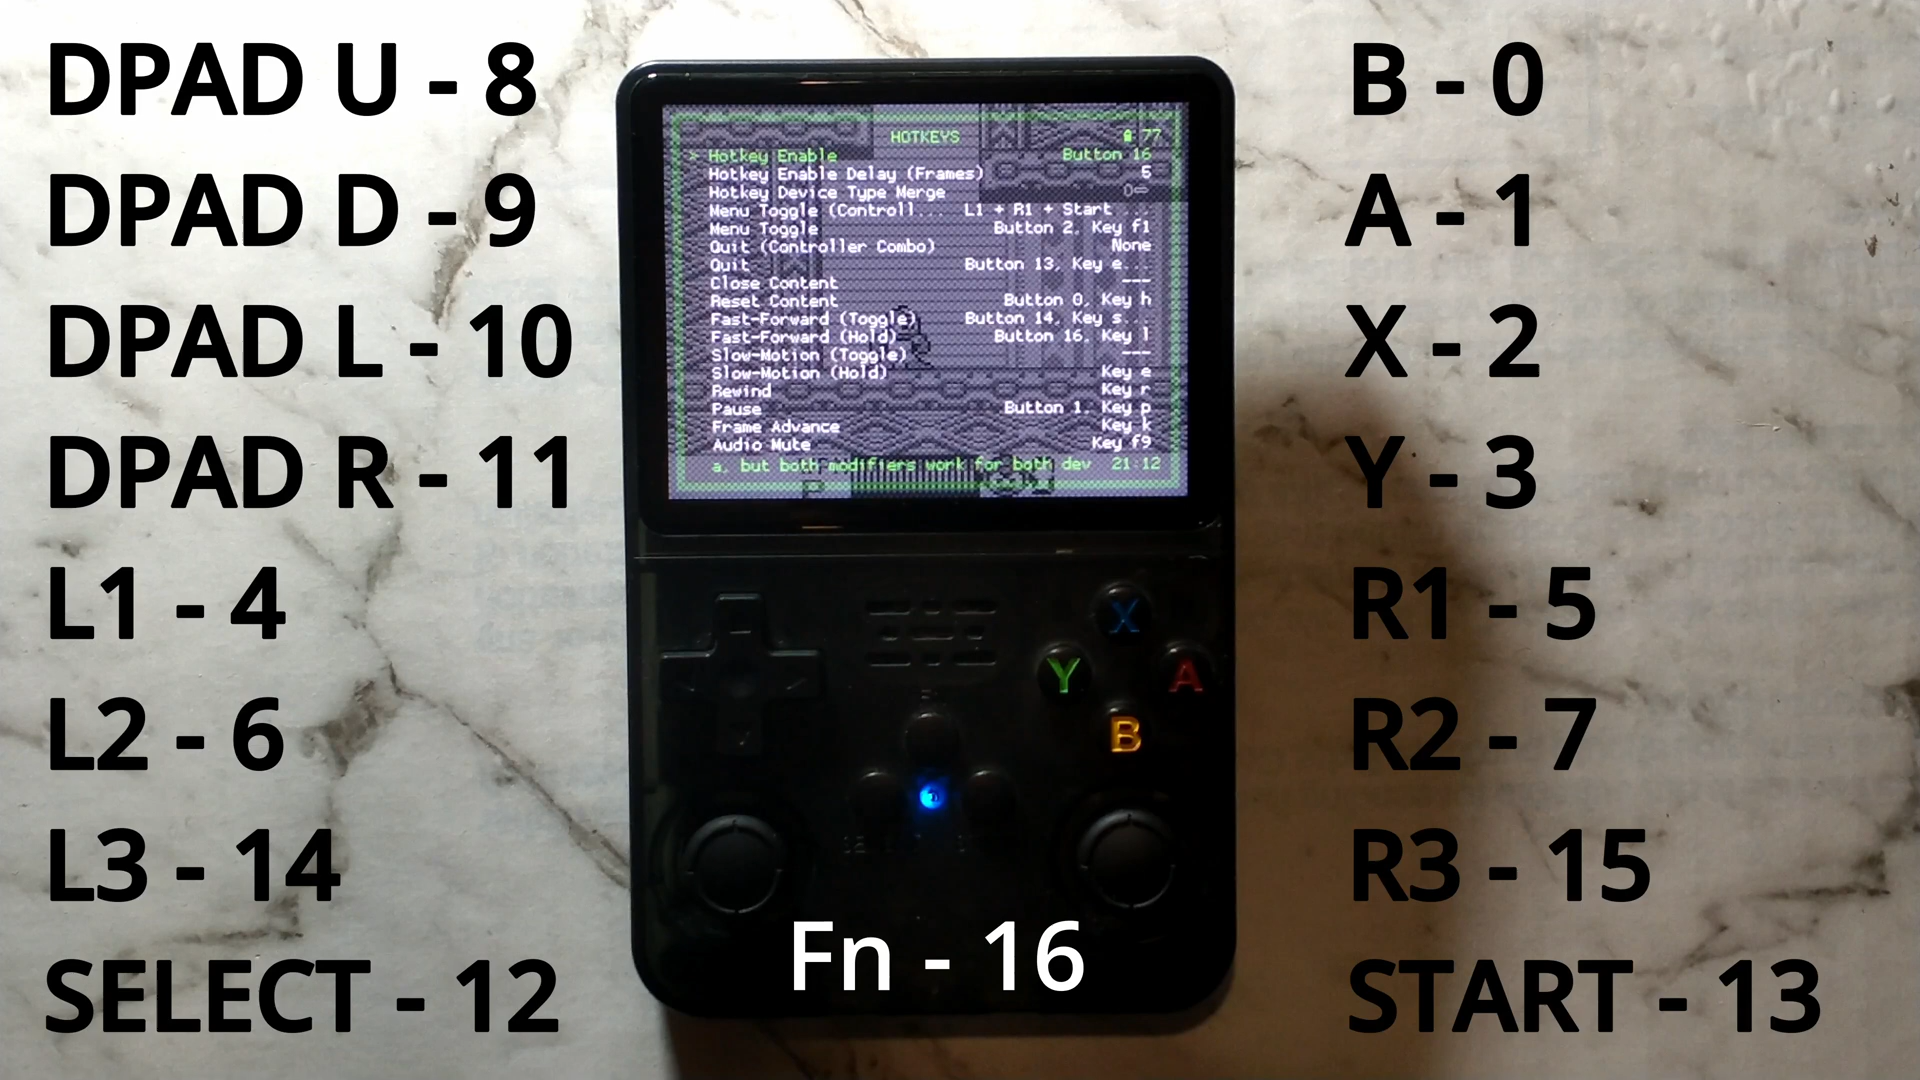 DPAD U - 8
DPAD D - 9
DPAD L - 10
DPAD R - 11
L1 - 4
L2 - 6
L3 - 14
SELECT - 12
HOTKEYS 77
> Hotkey Enable Button 16
Hotkey Enable Delay (Frames) 5
Hotkey Device Type Merge
Menu Toggle (Controll... L1 + R1 + Start
Menu Toggle Button 2, Key f1
Quit (Controller Combo) None
Quit Button 13, Key e...
Close Content ---
Reset Content Button 0, Key h
Fast-Forward (Toggle) Button 14, Key s...
Fast-Forward (Hold) Button 16, Key l
Slow-Motion (Toggle) ---
Slow-Motion (Hold) Key e
Rewind Key r
Pause Button 1, Key p
Frame Advance Key k
Audio Mute Key f9
a, but both modifiers work for both dev 21:12
X
Y A
B
Fn - 16
B - 0
A - 1
X - 2
Y - 3
R1 - 5
R2 - 7
R3 - 15
START - 13